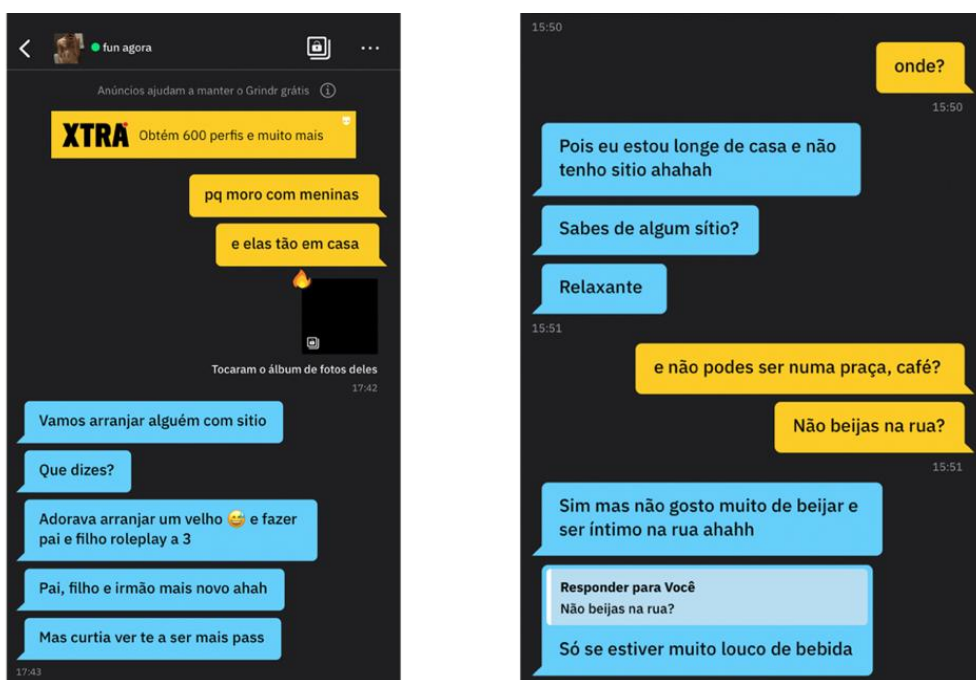 fun agora
Anúncios ajudam a manter o Grindr grátis
XTRA Obtém 600 perfis e muito mais
pq moro com meninas
e elas tão em casa
Tocaram o álbum de fotos deles
17:42
Vamos arranjar alguém com sitio
Que dizes?
Adorava arranjar um velho 😅 e fazer
pai e filho roleplay a 3
Pai, filho e irmão mais novo ahah
Mas curtia ver te a ser mais pass
17:43
15:50
onde?
15:50
Pois eu estou longe de casa e não
tenho sitio ahahah
Sabes de algum sítio?
Relaxante
15:51
e não podes ser numa praça, café?
Não beijas na rua?
15:51
Sim mas não gosto muito de beijar e
ser íntimo na rua ahahh
Responder para Você
Não beijas na rua?
Só se estiver muito louco de bebida